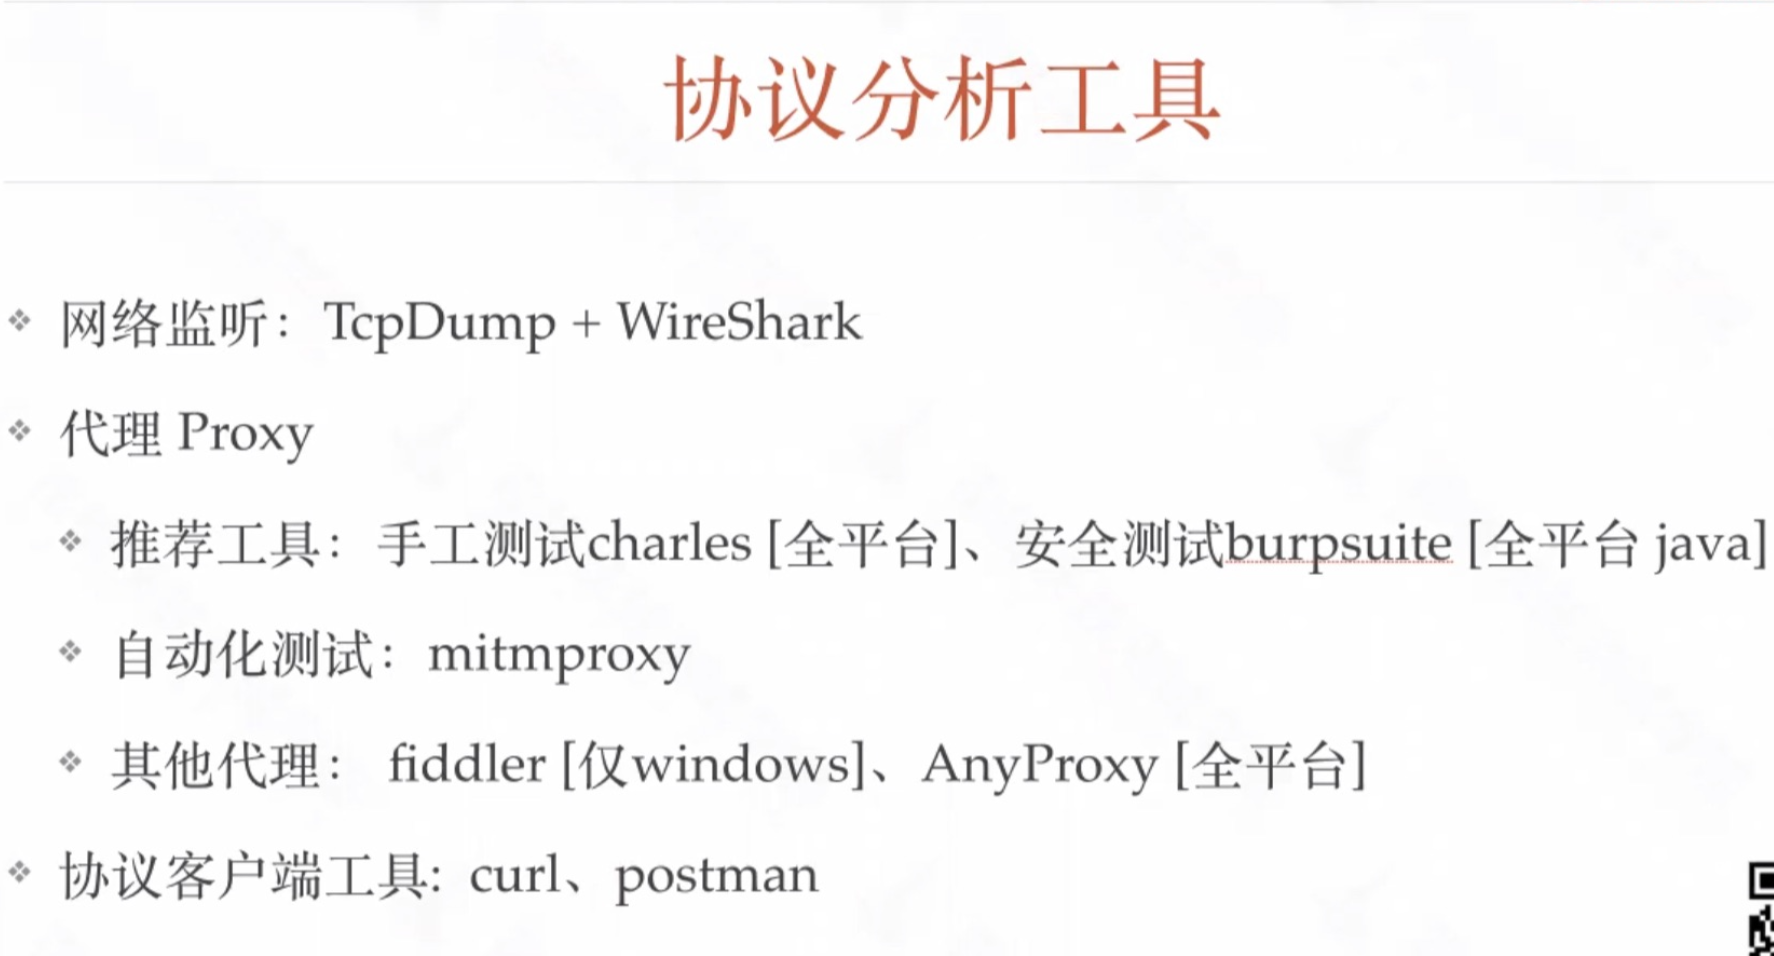 协议分析工具
网络监听：TcpDump + WireShark
代理 Proxy
推荐工具：手工测试charles [全平台]、安全测试burpsuite [全平台 java]
自动化测试：mitmproxy
其他代理： fiddler [仅windows]、AnyProxy [全平台]
协议客户端工具: curl、postman